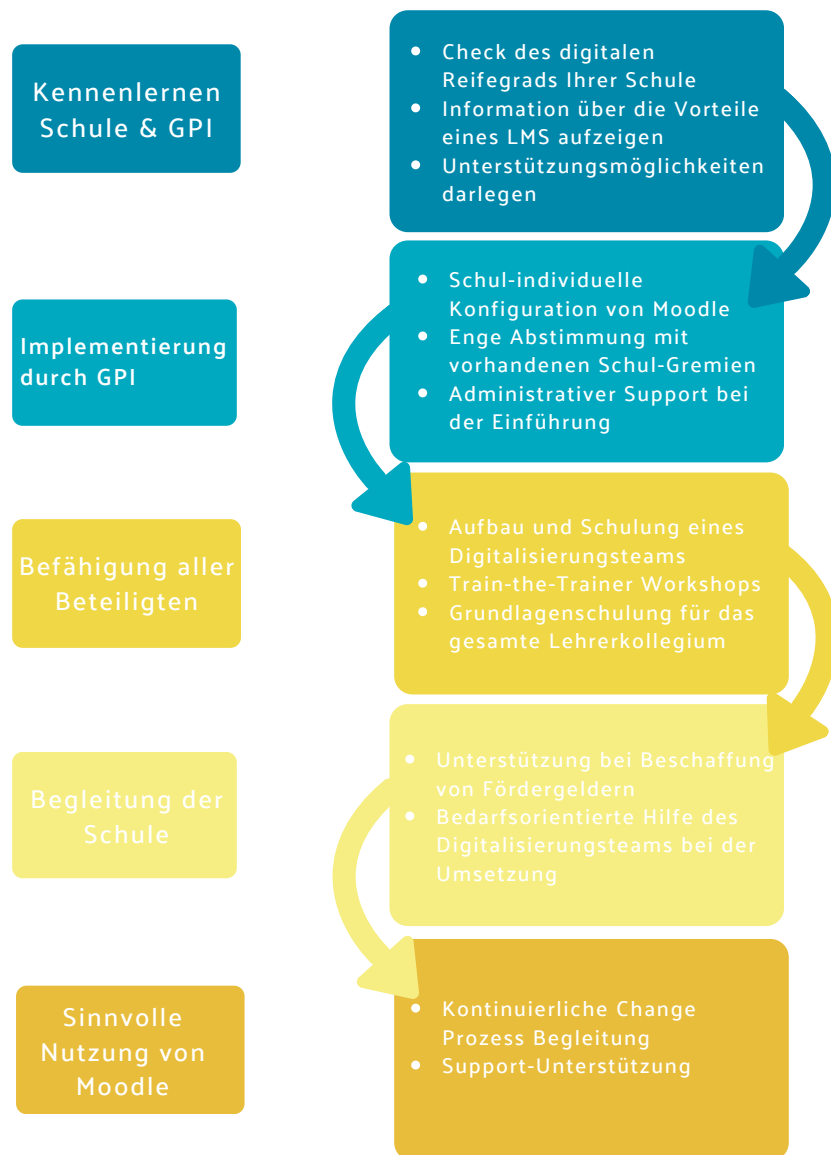 Kennenlernen
Schule & GPI
• Check des digitalen
Reifegrads Ihrer Schule
• Information über die Vorteile
eines LMS aufzeigen
• Unterstützungsmöglichkeiten
darlegen
Implementierung
durch GPI
• Schul-individuelle
Konfiguration von Moodle
• Enge Abstimmung mit
vorhandenen Schul-Gremien
• Administrativer Support bei
der Einführung
Befähigung aller
Beteiligten
• Aufbau und Schulung eines
Digitalisierungsteams
• Train-the-Trainer Workshops
• Grundlagenschulung für das
gesamte Lehrerkollegium
Begleitung der
Schule
• Unterstützung bei Beschaffung
von Fördergeldern
• Bedarfsorientierte Hilfe des
Digitalisierungsteams bei der
Umsetzung
Sinnvolle
Nutzung von
Moodle
• Kontinuierliche Change
Prozess Begleitung
• Support-Unterstützung